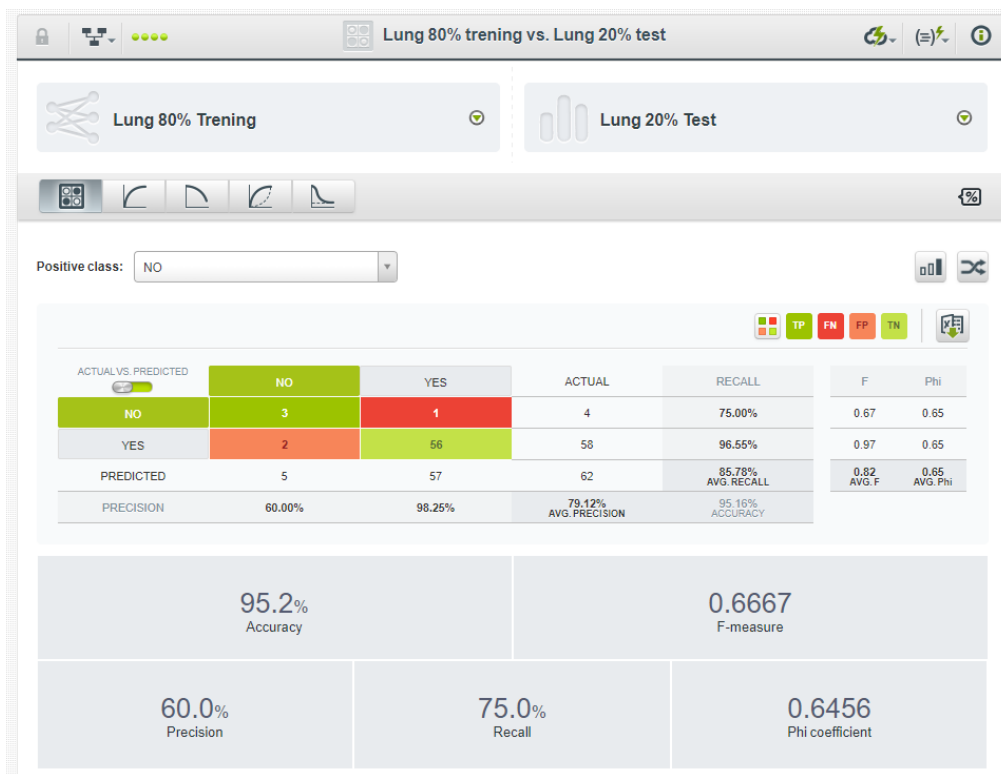 Lung 80% trening vs. Lung 20% test
Lung 80% Trening
Lung 20% Test
Positive class: NO
TP FN FP TN
ACTUAL VS. PREDICTED NO YES ACTUAL RECALL F Phi
NO 3 1 4 75.00% 0.67 0.65
YES 2 56 58 96.55% 0.97 0.65
PREDICTED 5 57 62 85.78% AVG. RECALL 0.82 AVG. F 0.65 AVG. Phi
PRECISION 60.00% 98.25% 79.12% AVG. PRECISION 95.16% ACCURACY
95.2% 0.6667
Accuracy F-measure
60.0% 75.0% 0.6456
Precision Recall Phi coefficient